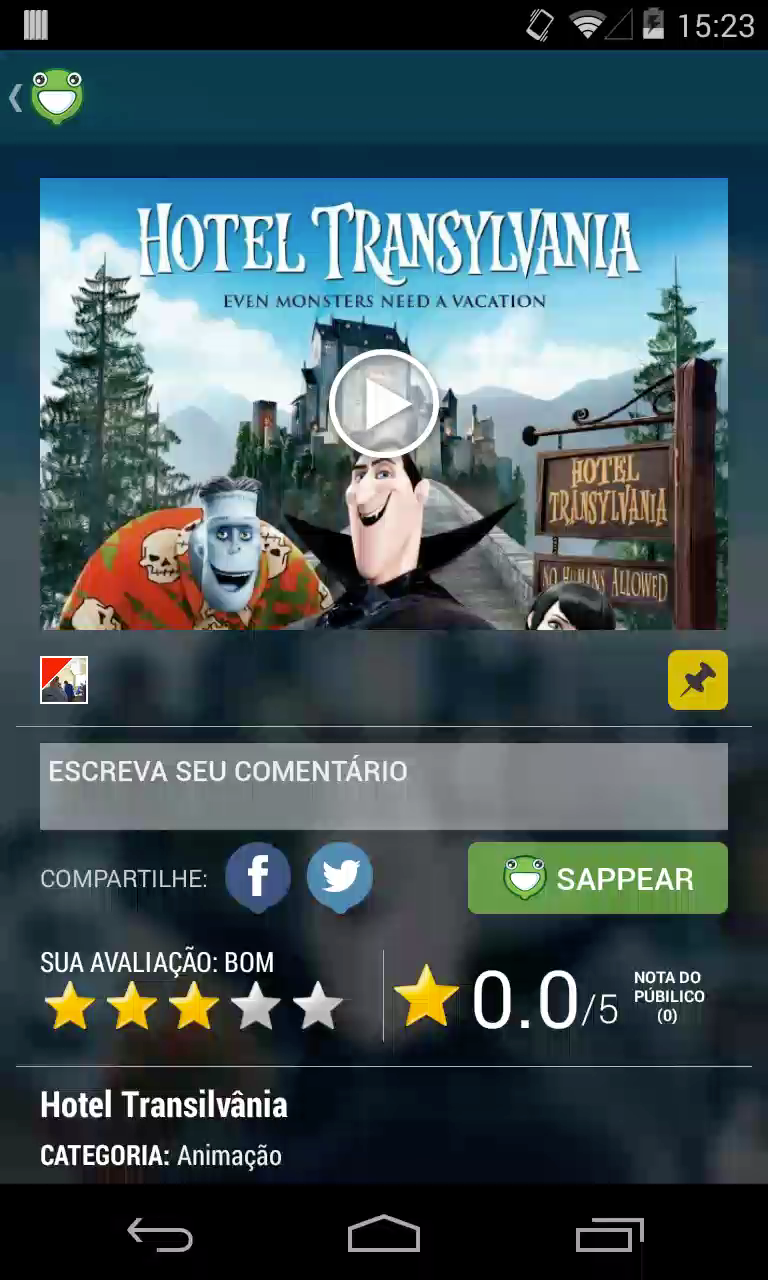 15:23
HOTEL TRANSYLVANIA
EVEN MONSTERS NEED A VACATION
HOTEL
TRANSYLVANIA
NO HUMANS ALLOWED
ESCREVA SEU COMENTÁRIO
COMPARTILHE:
SAPPEAR
SUA AVALIAÇÃO: BOM
0.0/5
NOTA DO
PÚBILICO
(0)
Hotel Transilvânia
CATEGORIA: Animação